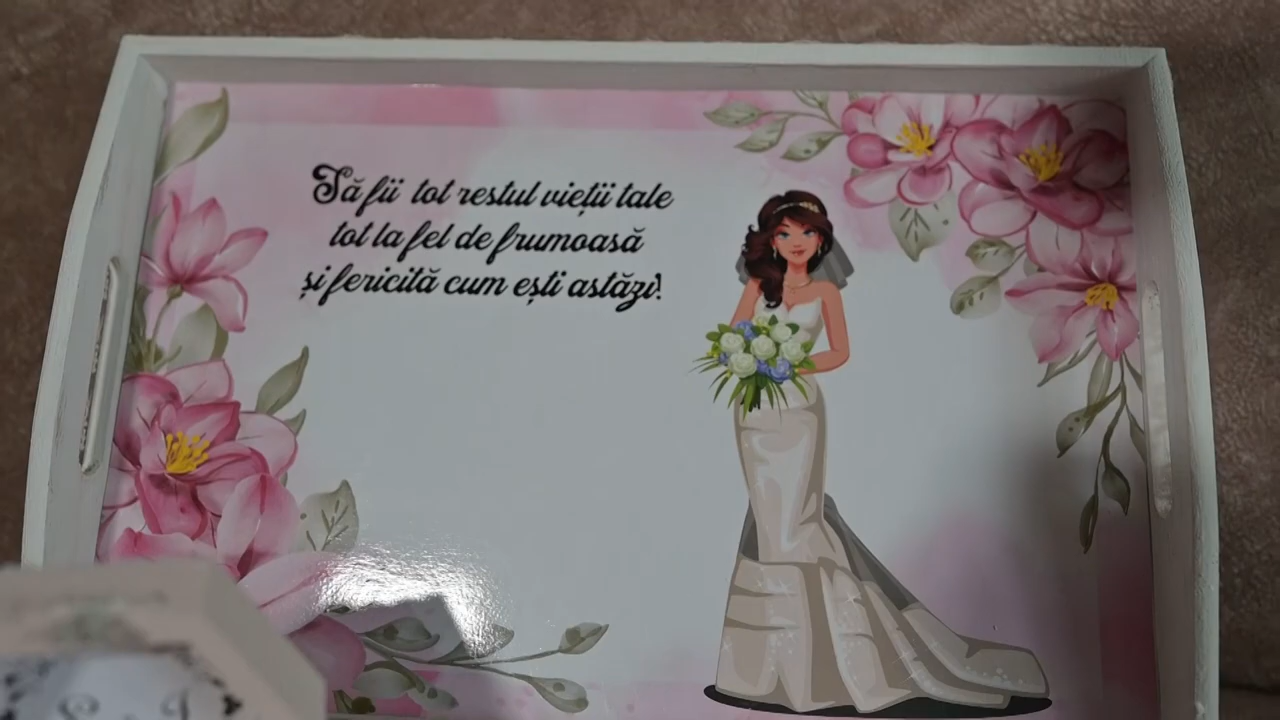 Să fii tot restul vieții tale
tot la fel de frumoasă
și fericită cum ești astăzi!